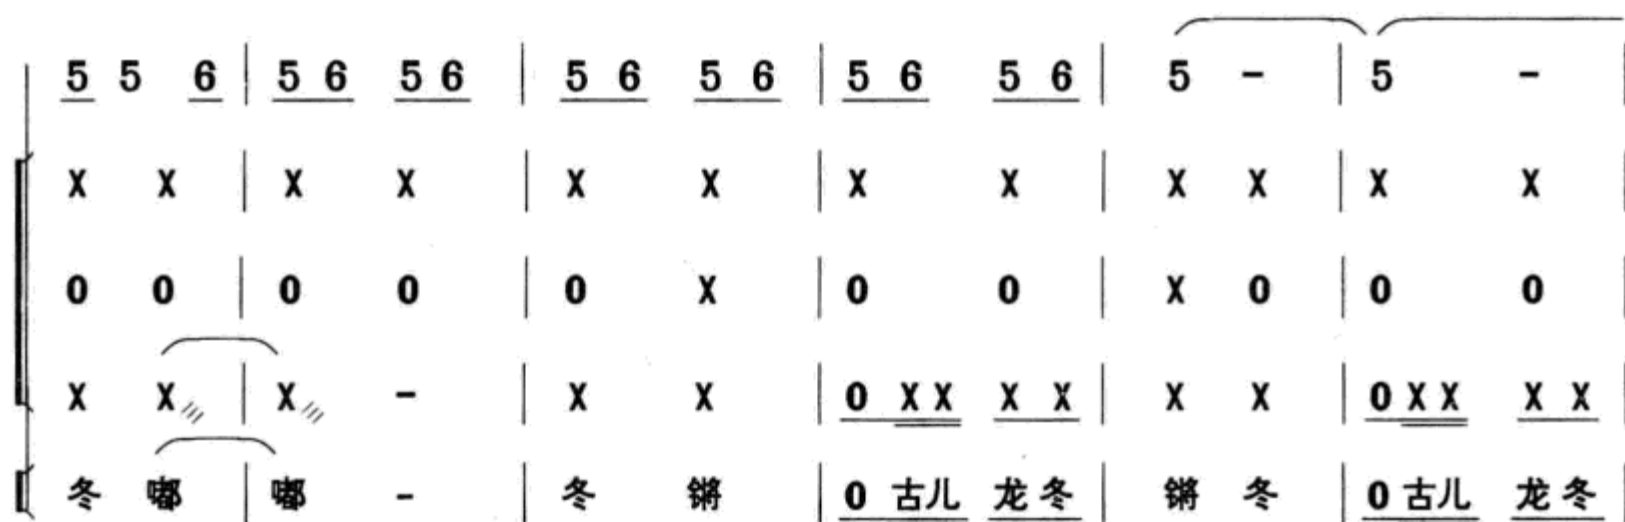 5 5 6 | 5 6 5 6 | 5 6 5 6 | 5 6 5 6 | 5 - | 5 -
X X | X X | X X | X X | X X | X X
0 0 | 0 0 | 0 X | 0 0 | X 0 | 0 0
X X | X - | X X | 0 X X X X | X X | 0 X X X X
冬 嘟 | 嘟 - | 冬 锵 | 0 古儿 龙冬 | 锵 冬 | 0 古儿 龙冬